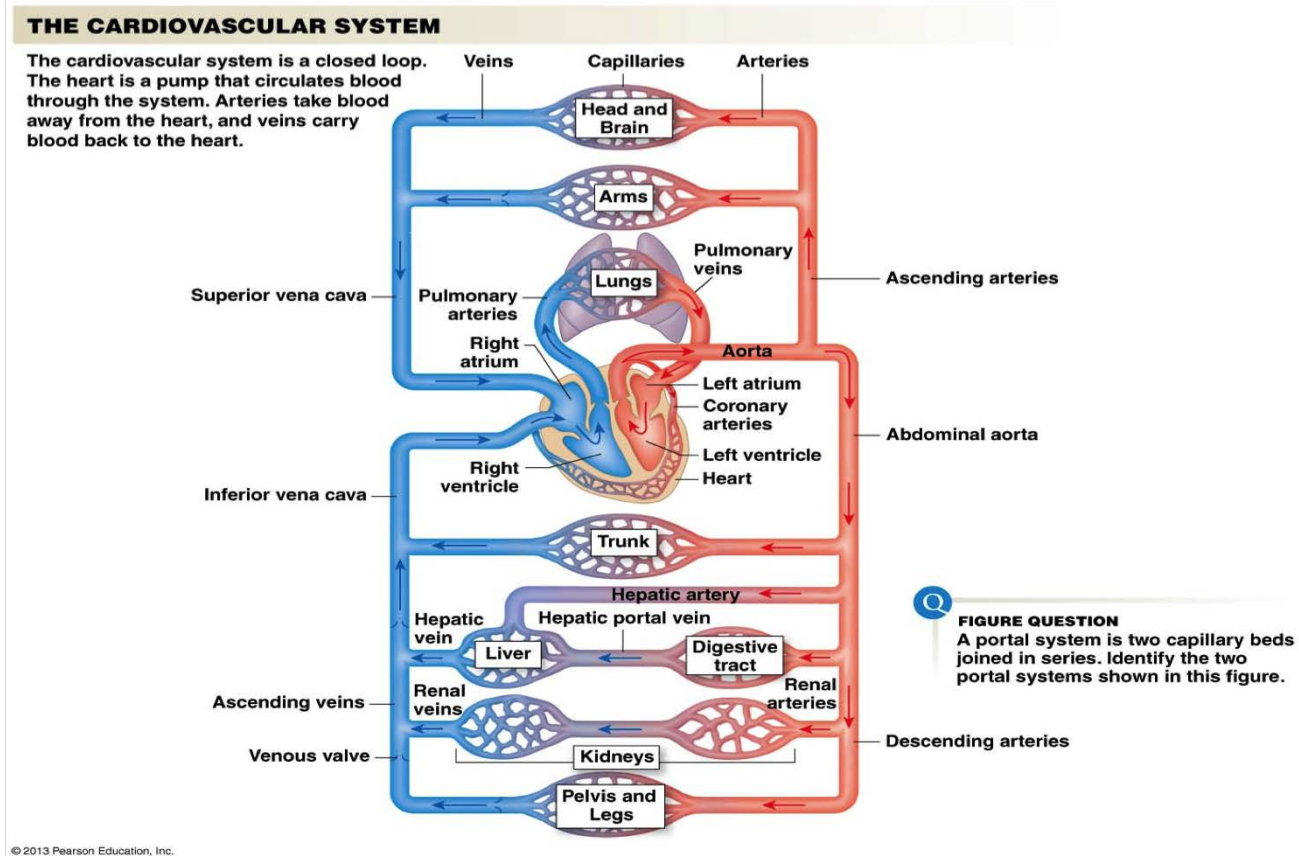 THE CARDIOVASCULAR SYSTEM
The cardiovascular system is a closed loop.
The heart is a pump that circulates blood
through the system. Arteries take blood
away from the heart, and veins carry
blood back to the heart.
Veins
Capillaries
Arteries
Head and
Brain
Arms
Pulmonary
veins
Lungs
Ascending arteries
Superior vena cava
Pulmonary
arteries
Right
atrium
Aorta
Left atrium
Coronary
arteries
Abdominal aorta
Left ventricle
Right
ventricle
Heart
Inferior vena cava
Trunk
Hepatic artery
Hepatic
vein
Hepatic portal vein
Liver
Digestive
tract
Q
FIGURE QUESTION
A portal system is two capillary beds
joined in series. Identify the two
portal systems shown in this figure.
Ascending veins
Renal
veins
Renal
arteries
Descending arteries
Venous valve
Kidneys
Pelvis and
Legs
© 2013 Pearson Education, Inc.